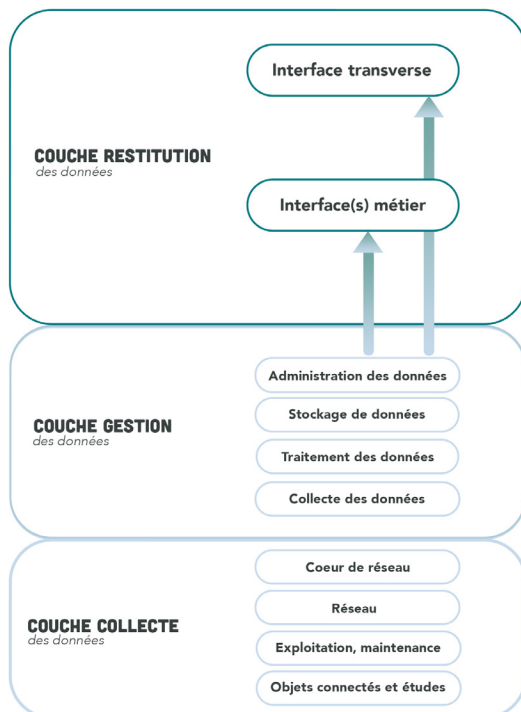 Interface transverse
COUCHE RESTITUTION
des données
Interface(s) métier
Administration des données
Stockage de données
COUCHE GESTION
des données
Traitement des données
Collecte des données
Coeur de réseau
Réseau
COUCHE COLLECTE
des données
Exploitation, maintenance
Objets connectés et études